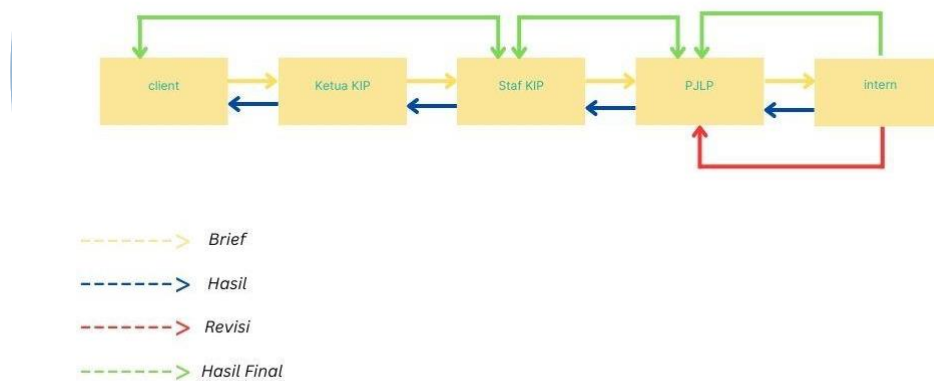 client
Ketua KIP
Staf KIP
PJLP
intern
Brief
Hasil
Revisi
Hasil Final